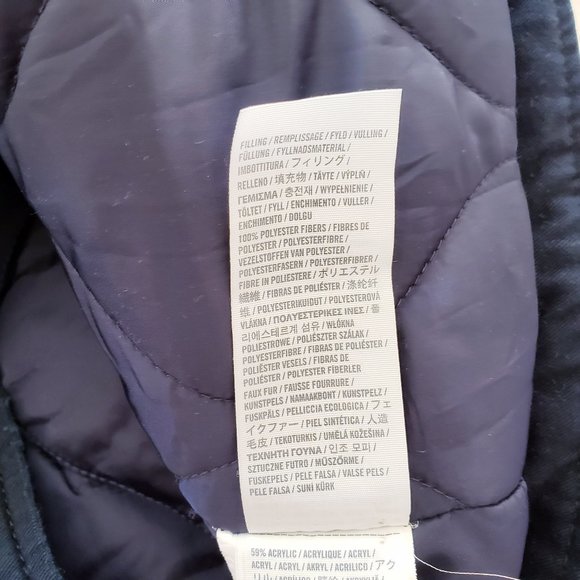 FILLING / REMPLISSAGE / FYLD / VULLING /
FÜLLUNG / FYLLNADSMATERIAL /
IMBOTTITURA / フィリング /
RELLENO / 填充物 / TÄYTE / VÝPLŇ /
ΓΕΜΙΣΜΑ / 충전재 / WYPEŁNIENIE /
TÖLTET / FYLL / ENCHIMENTO / VULLER /
ENCHIMENTO / DOLGU
100% POLYESTER FIBERS / FIBRES DE
POLYESTER / POLYESTERFIBRE /
VEZELSTOFFEN VAN POLYESTER /
POLYESTERFASERN / POLYESTERFIBRER /
FIBRE IN POLIESTERE / ポリエステル
繊維 / FIBRAS DE POLIÉSTER / 涤纶纤
维 / POLYESTERIKUIDUT / POLYESTEROVÁ
VLÁKNA / ΠΟΛΥΕΣΤΕΡΙΚΕΣ ΙΝΕΣ / 폴
리에스테르계 섬유 / WŁÓKNA
POLIESTROWE / POLIÉSZTER SZÁLAK /
POLYESTERFIBRE / FIBRAS DE POLIÉSTER /
POLIÈSTER VESELS / FIBRAS DE
POLIÉSTER / POLYESTER FİBERLER
FAUX FUR / FAUSSE FOURRURE /
KUNSTPELS / NAMAAKBONT / KUNSTPELZ /
FUSKPÄLS / PELLICCIA ECOLOGICA / フェ
イクファー / PIEL SINTÉTICA / 人造
毛皮 / TEKOTURKIS / UMĚLÁ KOŽEŠINA /
ΤΕΧΝΗΤΗ ΓΟΥΝΑ / 인조 모피 /
SZTUCZNE FUTRO / MŰSZŐRME /
FUSKEPELS / PELE FALSA / VALSE PELS /
PELE FALSA / SUNİ KÜRK
59% ACRYLIC / ACRYLIQUE / ACRYL /
ACRYL / ACRYL / AKRYL / ACRILICO / アク